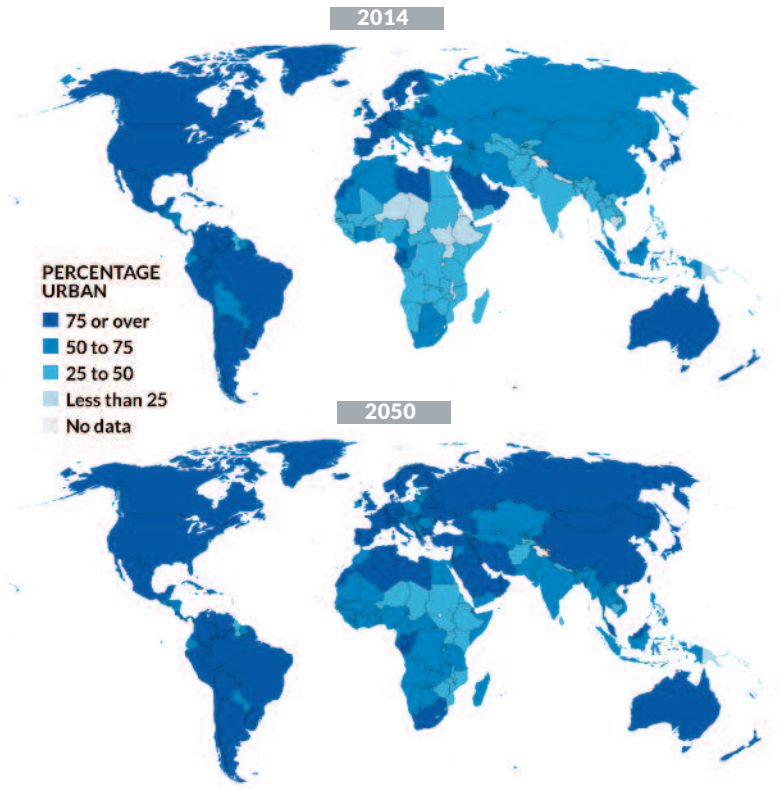 2014
PERCENTAGE
URBAN
75 or over
50 to 75
25 to 50
Less than 25
No data
2050